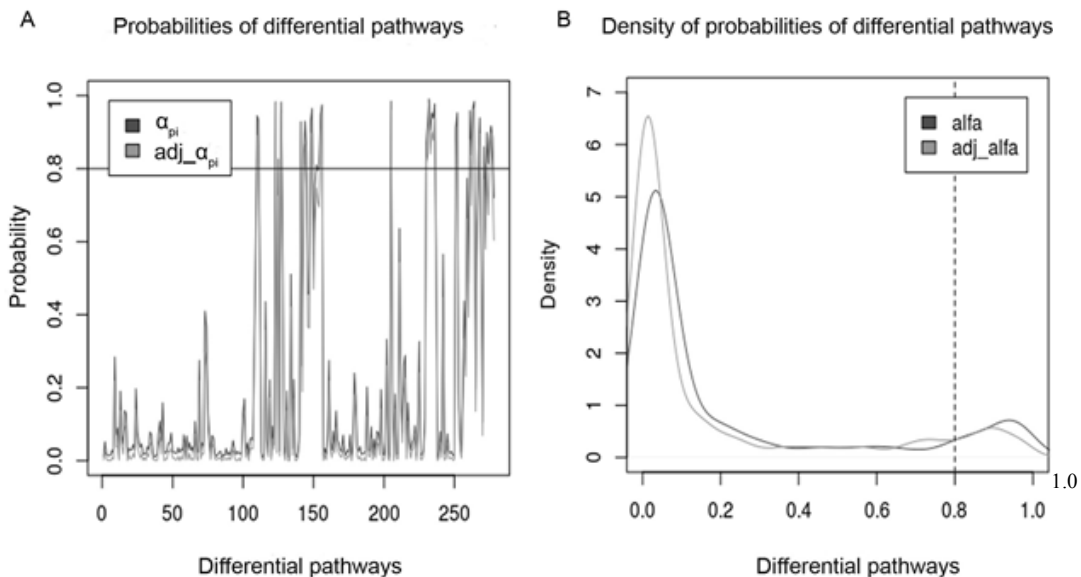 A Probabilities of differential pathways
1.0
0.8
0.6
0.4
0.2
0.0
Probability
α_pi
adj_α_pi
0 50 100 150 200 250
Differential pathways
B Density of probabilities of differential pathways
7
6
5
4
3
2
1
0
Density
alfa
adj_alfa
0.0 0.2 0.4 0.6 0.8 1.0
1.0
Differential pathways